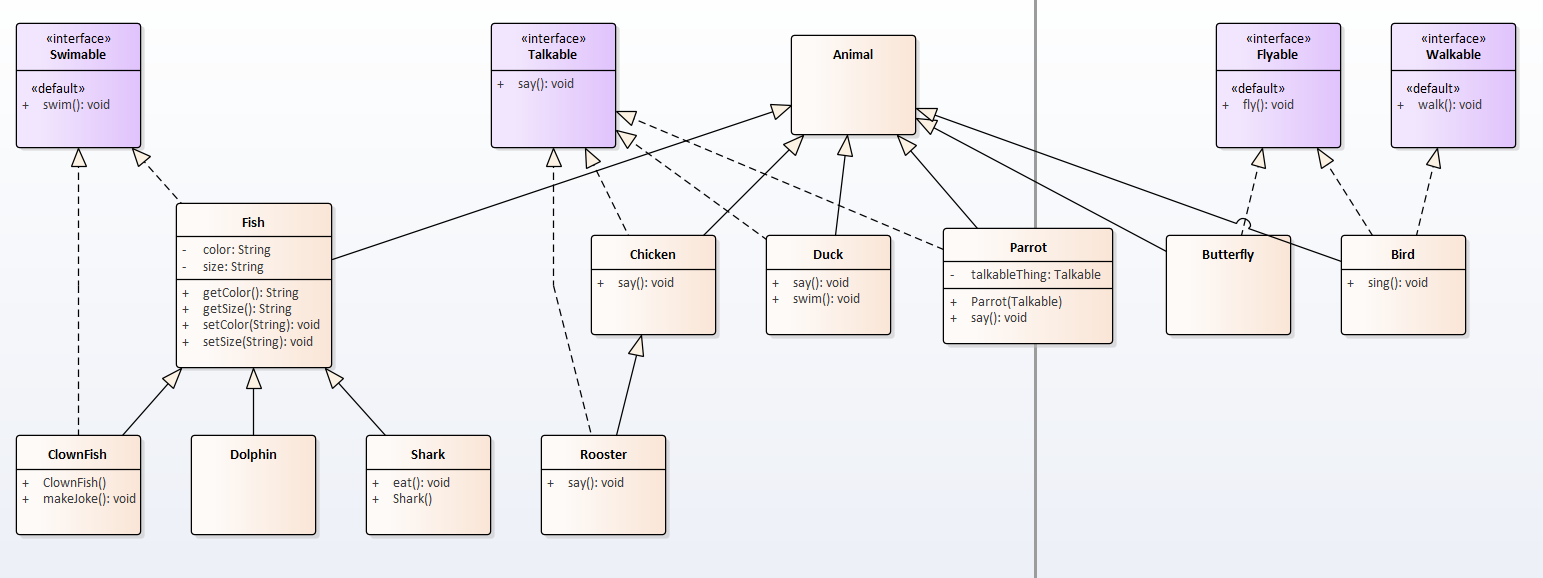 «interface»
Swimable
«default»
+ swim(): void
«interface»
Talkable
+ say(): void
Animal
«interface»
Flyable
«default»
+ fly(): void
«interface»
Walkable
«default»
+ walk(): void
Fish
- color: String
- size: String
+ getColor(): String
+ getSize(): String
+ setColor(String): void
+ setSize(String): void
Chicken
+ say(): void
Duck
+ say(): void
+ swim(): void
Parrot
- talkableThing: Talkable
+ Parrot(Talkable)
+ say(): void
Butterfly
Bird
+ sing(): void
ClownFish
+ ClownFish()
+ makeJoke(): void
Dolphin
Shark
+ eat(): void
+ Shark()
Rooster
+ say(): void